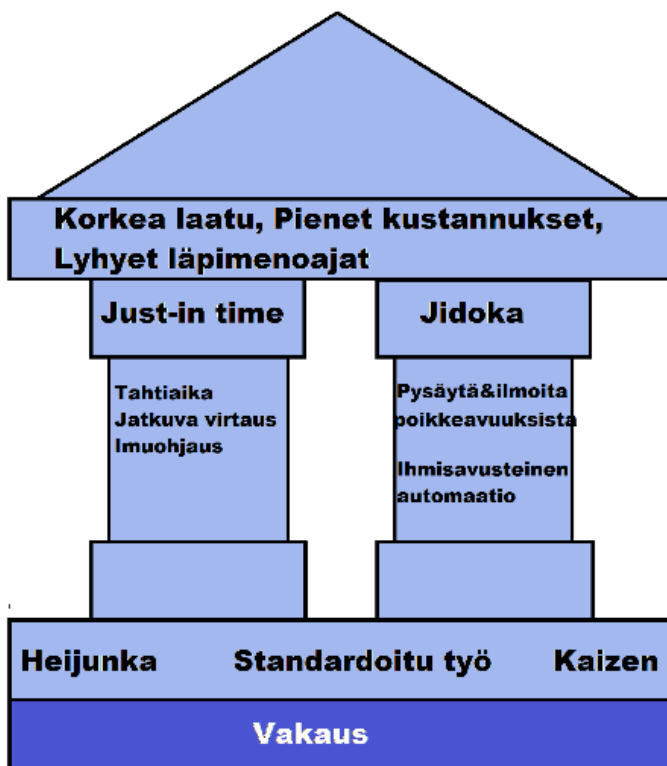 Korkea laatu, Pienet kustannukset,
Lyhyet läpimenoajat
Just-in time
Jidoka
Tahtiaika
Jatkuva virtaus
Imuohjaus
Pysäytä&ilmoita
poikkeavuuksista
Ihmisavusteinen
automaatio
Heijunka Standardoitu työ Kaizen
Vakaus